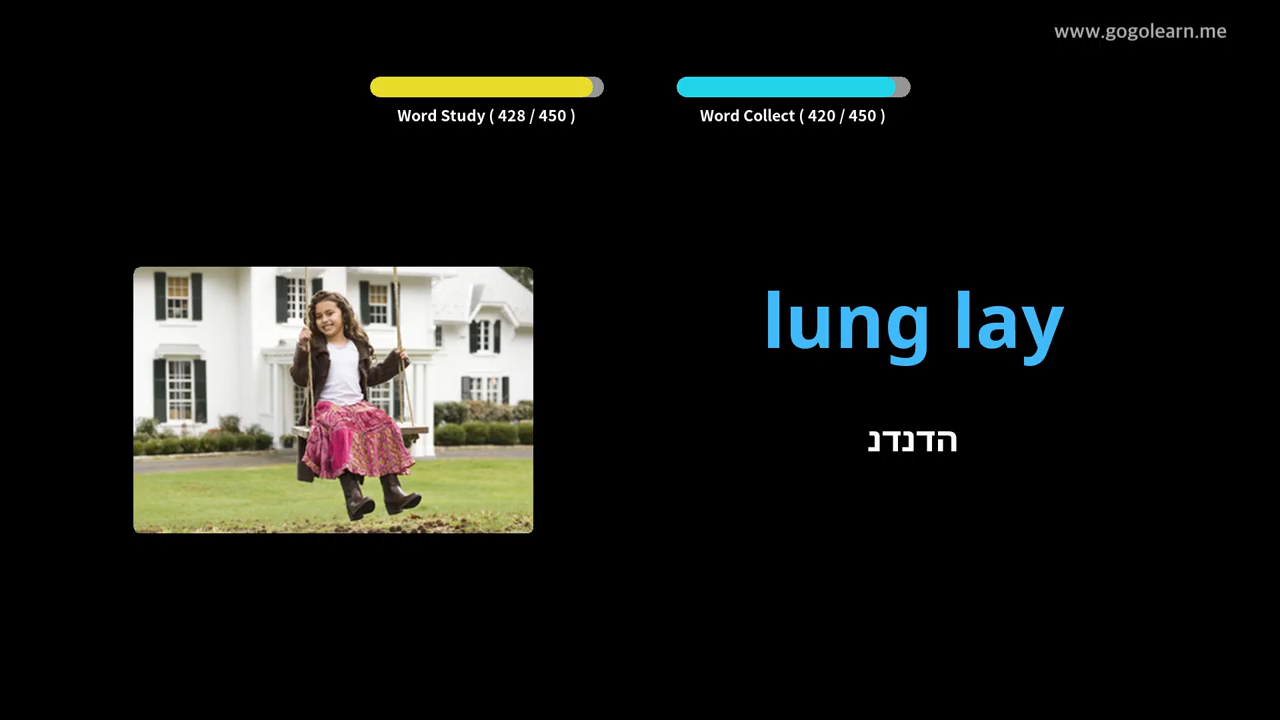 www.gogolearn.me
Word Study ( 428 / 450 )
Word Collect ( 420 / 450 )
lung lay
הדנדנ